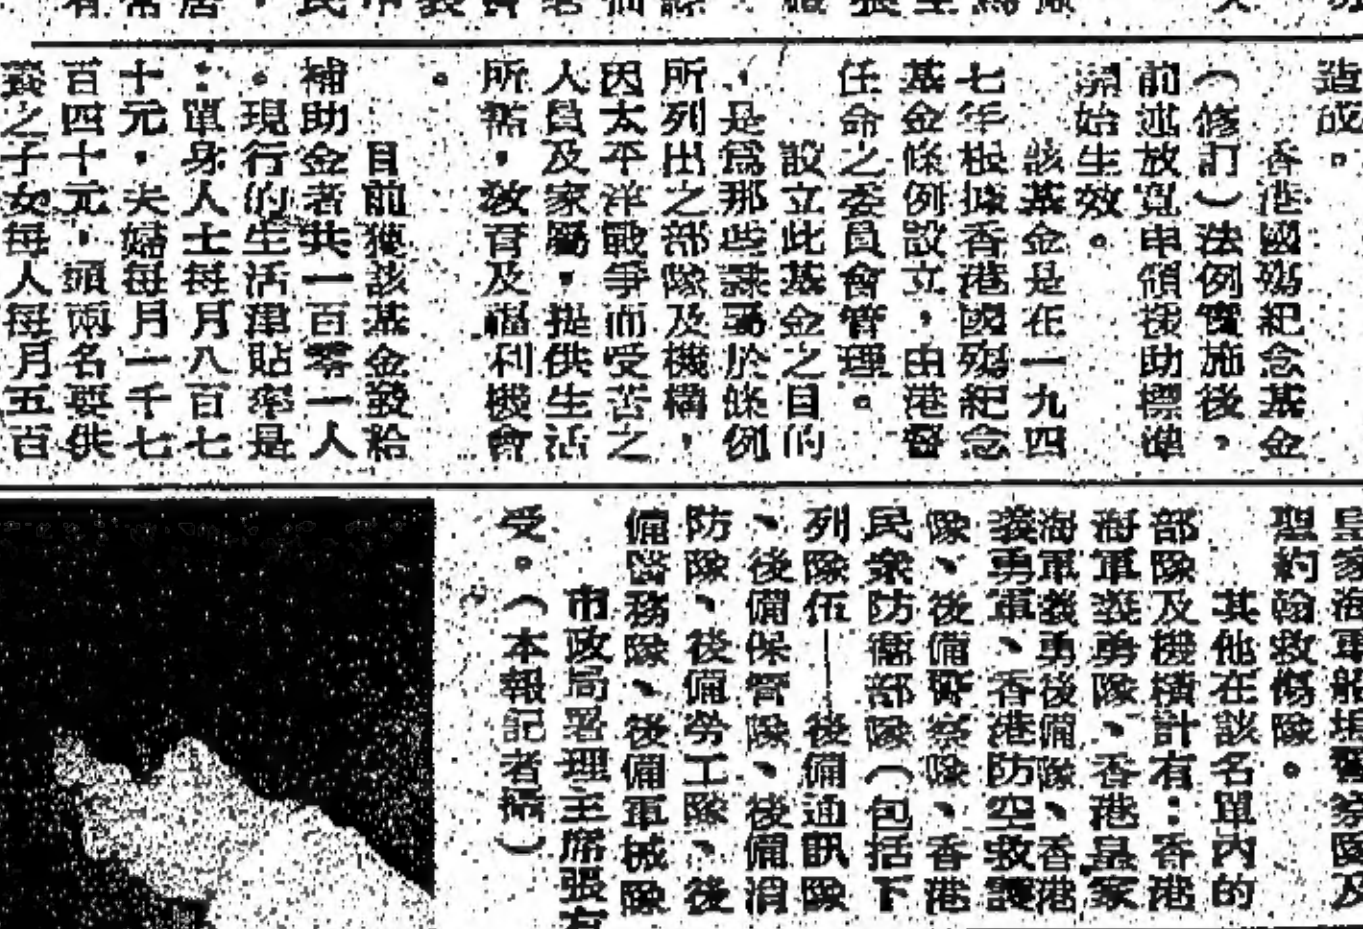 造成。
香港國殤紀念基金
（修訂）法例實施後，
前述放寬申領援助標準
開始生效。
該基金是在一九四
七年根據香港國殤紀念
基金條例設立，由港督
任命之委員會管理。
設立此基金之目的
，是為那些隸屬於條例
所列出之部隊及機構，
因太平洋戰爭而受苦之
人員及家屬，提供生活
所需，教育及福利機會
。
目前獲該基金發給
補助金者共一百零一人
。現行的生活津貼率是
：單身人士每月八百七
十元，夫婦每月一千七
百四十元，頭兩名要供
養之子女每人每月五百
皇家海軍船塢警察隊及
聖約翰救傷隊。
其他在該名單內的
部隊及機構計有：香港
海軍義勇隊、香港皇家
海軍義勇後備隊、香港
義勇軍、香港防空救護
隊、後備警察隊、香港
民衆防衞部隊（包括下
列隊伍——後備通訊隊
、後備保管隊、後備消
防隊、後備勞工隊、後
備醫務隊、後備軍械隊
市政局署理主席張有
受。（本報記者攝）